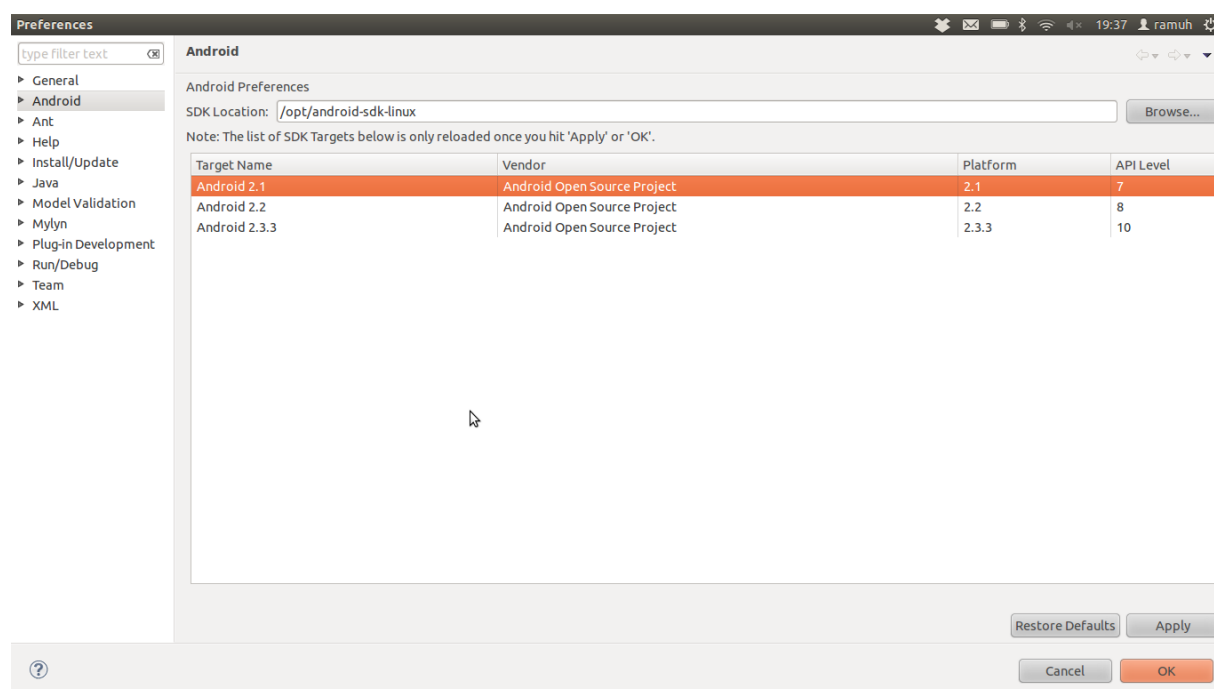 Preferences
19:37 ramuh
type filter text
General
Android
Ant
Help
Install/Update
Java
Model Validation
Mylyn
Plug-in Development
Run/Debug
Team
XML
Android
Android Preferences
SDK Location: /opt/android-sdk-linux Browse...
Note: The list of SDK Targets below is only reloaded once you hit 'Apply' or 'OK'.
Target Name Vendor Platform API Level
Android 2.1 Android Open Source Project 2.1 7
Android 2.2 Android Open Source Project 2.2 8
Android 2.3.3 Android Open Source Project 2.3.3 10
Restore Defaults Apply
Cancel OK